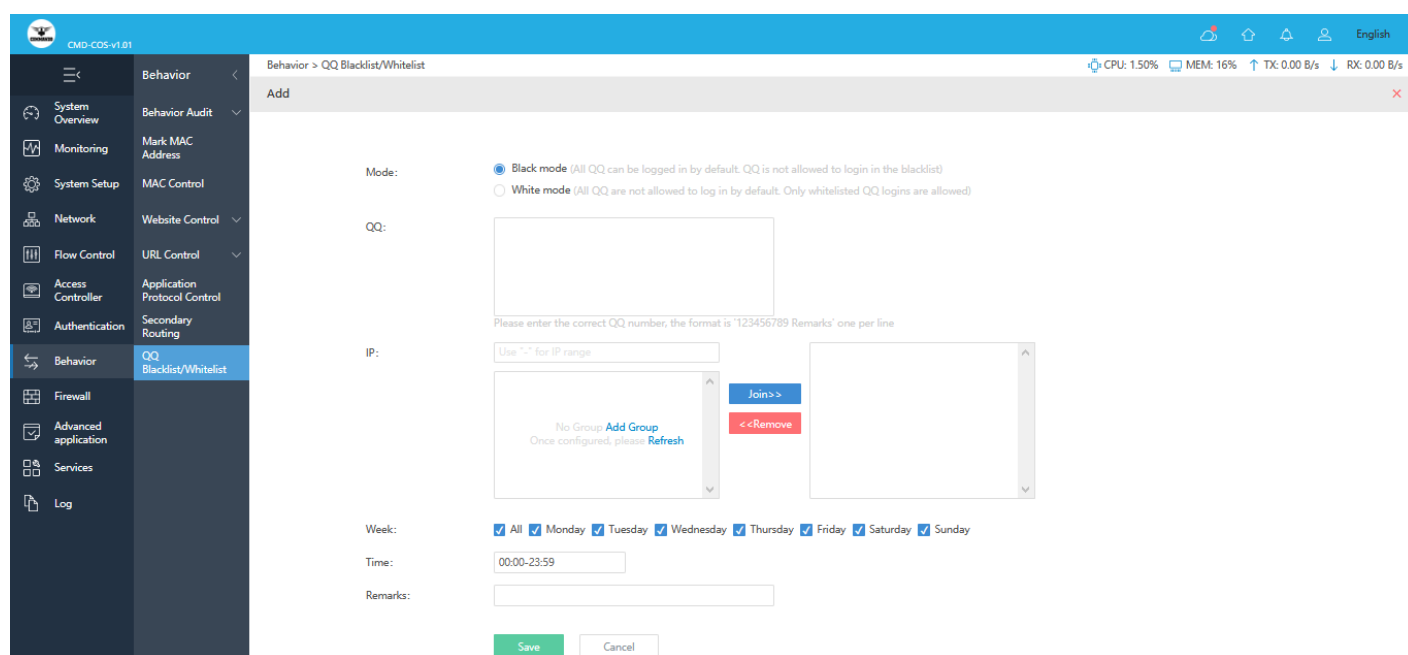 COMMANDO
CMD-COS-v1.01
English
Behavior
Behavior > QQ Blacklist/Whitelist
CPU: 1.50%
MEM: 16%
TX: 0.00 B/s
RX: 0.00 B/s
Add
System
Overview
Monitoring
System Setup
Network
Flow Control
Access
Controller
Authentication
Behavior
Firewall
Advanced
application
Services
Log
Behavior Audit
Mark MAC
Address
MAC Control
Website Control
URL Control
Application
Protocol Control
Secondary
Routing
QQ
Blacklist/Whitelist
Mode:
Black mode (All QQ can be logged in by default. QQ is not allowed to login in the blacklist)
White mode (All QQ are not allowed to log in by default. Only whitelisted QQ logins are allowed)
QQ:
Please enter the correct QQ number, the format is '123456789 Remarks' one per line
IP:
Use "-" for IP range
No Group Add Group
Once configured, please Refresh
Join>>
<<Remove
Week:
All Monday Tuesday Wednesday Thursday Friday Saturday Sunday
Time:
00:00-23:59
Remarks:
Save
Cancel